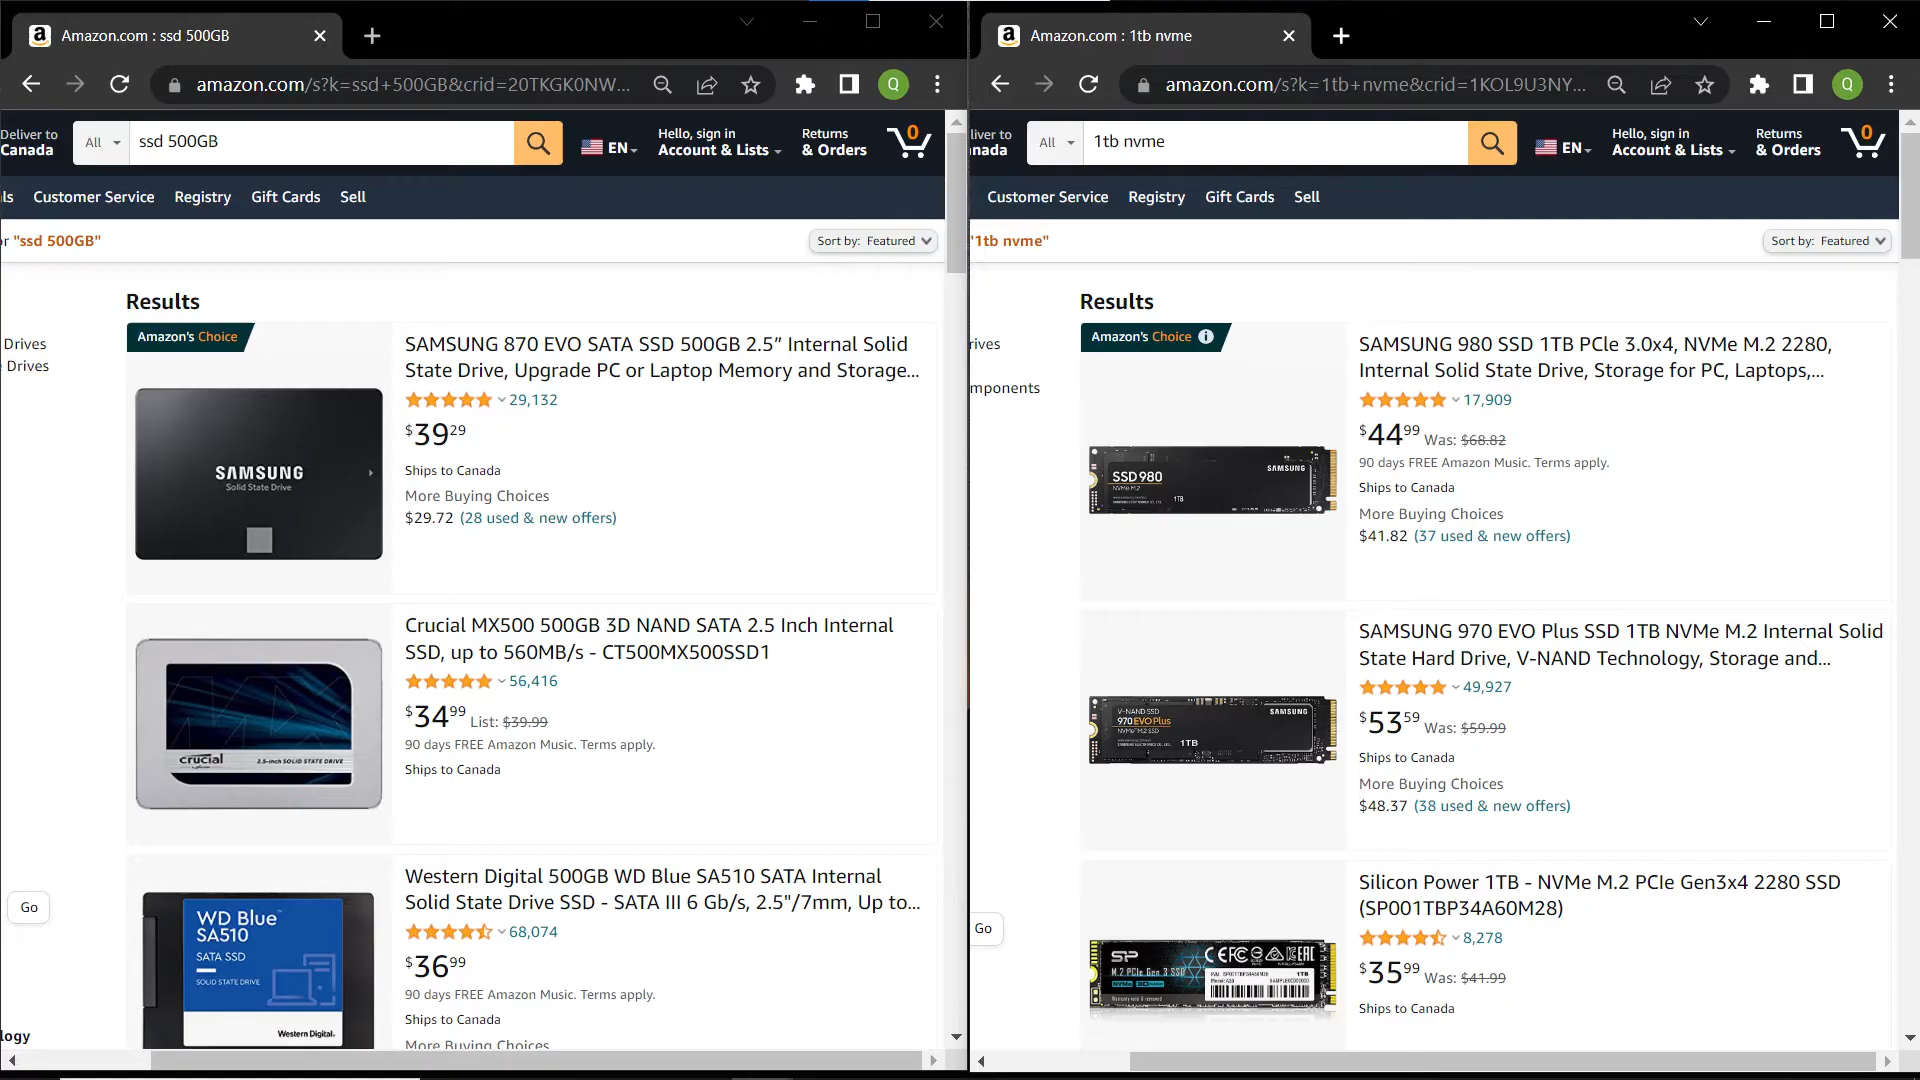 Amazon.com : ssd 500GB
amazon.com/s?k=ssd+500GB&crid=20TKGK0NW...
Q
Deliver to
Canada
All
ssd 500GB
EN
Hello, sign in
Account & Lists
Returns
& Orders
0
ls
Customer Service
Registry
Gift Cards
Sell
or "ssd 500GB"
Sort by: Featured
Results
Drives
e Drives
Amazon's Choice
SAMSUNG
Solid State Drive
SAMSUNG 870 EVO SATA SSD 500GB 2.5” Internal Solid
State Drive, Upgrade PC or Laptop Memory and Storage...
29,132
$39.29
Ships to Canada
More Buying Choices
$29.72 (28 used & new offers)
crucial
2.5-inch SOLID STATE DRIVE
Crucial MX500 500GB 3D NAND SATA 2.5 Inch Internal
SSD, up to 560MB/s - CT500MX500SSD1
56,416
$34.99 List: $39.99
90 days FREE Amazon Music. Terms apply.
Ships to Canada
WD Blue™
SA510
SATA SSD
SOLID STATE DRIVE
Western Digital.
Western Digital 500GB WD Blue SA510 SATA Internal
Solid State Drive SSD - SATA III 6 Gb/s, 2.5"/7mm, Up to...
68,074
$36.99
90 days FREE Amazon Music. Terms apply.
Ships to Canada
More Buying Choices
Go
logy
Amazon.com : 1tb nvme
amazon.com/s?k=1tb+nvme&crid=1KOL9U3NY...
Q
liver to
anada
All
1tb nvme
EN
Hello, sign in
Account & Lists
Returns
& Orders
0
Customer Service
Registry
Gift Cards
Sell
"1tb nvme"
Sort by: Featured
Results
rives
mponents
Amazon's Choice
SSD 980
NVMe M.2
SAMSUNG
1TB
SAMSUNG 980 SSD 1TB PCIe 3.0x4, NVMe M.2 2280,
Internal Solid State Drive, Storage for PC, Laptops,...
17,909
$44.99 Was: $68.82
90 days FREE Amazon Music. Terms apply.
Ships to Canada
More Buying Choices
$41.82 (37 used & new offers)
V-NAND SSD
970 EVO Plus
NVMe M.2 SSD
SAMSUNG
1TB
SAMSUNG 970 EVO Plus SSD 1TB NVMe M.2 Internal Solid
State Hard Drive, V-NAND Technology, Storage and...
49,927
$53.59 Was: $59.99
Ships to Canada
More Buying Choices
$48.37 (38 used & new offers)
SP
M.2 PCIe Gen 3 SSD
1TB
Silicon Power 1TB - NVMe M.2 PCIe Gen3x4 2280 SSD
(SP001TBP34A60M28)
8,278
$35.99 Was: $41.99
Ships to Canada
Go